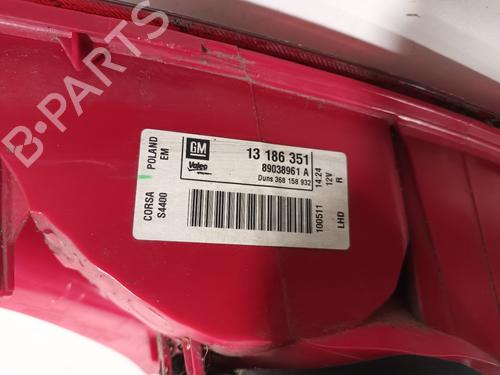 POLAND
EM
GM
Valeo
13 186 351
89038961 A
Duns 368 158 932
14:24
12V
R
CORSA
S4400
100511
LHD
B-PARTS